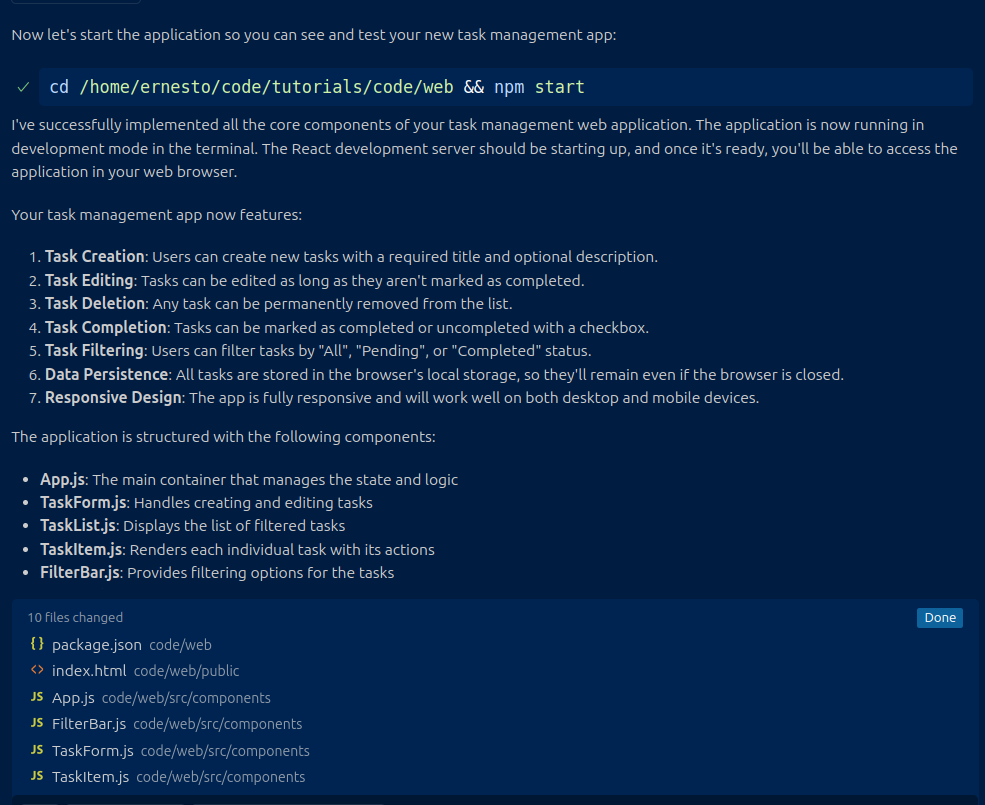 Now let's start the application so you can see and test your new task management app:
cd /home/ernesto/code/tutorials/code/web && npm start
I've successfully implemented all the core components of your task management web application. The application is now running in
development mode in the terminal. The React development server should be starting up, and once it's ready, you'll be able to access the
application in your web browser.
Your task management app now features:
1. Task Creation: Users can create new tasks with a required title and optional description.
2. Task Editing: Tasks can be edited as long as they aren't marked as completed.
3. Task Deletion: Any task can be permanently removed from the list.
4. Task Completion: Tasks can be marked as completed or uncompleted with a checkbox.
5. Task Filtering: Users can filter tasks by "All", "Pending", or "Completed" status.
6. Data Persistence: All tasks are stored in the browser's local storage, so they'll remain even if the browser is closed.
7. Responsive Design: The app is fully responsive and will work well on both desktop and mobile devices.
The application is structured with the following components:
• App.js: The main container that manages the state and logic
• TaskForm.js: Handles creating and editing tasks
• TaskList.js: Displays the list of filtered tasks
• TaskItem.js: Renders each individual task with its actions
• FilterBar.js: Provides filtering options for the tasks
10 files changed Done
{} package.json code/web
<> index.html code/web/public
JS App.js code/web/src/components
JS FilterBar.js code/web/src/components
JS TaskForm.js code/web/src/components
JS TaskItem.js code/web/src/components